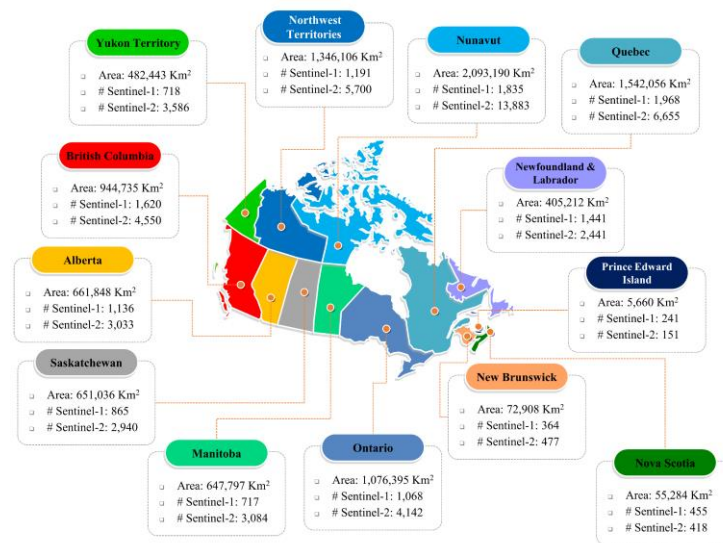 Northwest
Territories
Area: 1,346,106 Km²
# Sentinel-1: 1,191
# Sentinel-2: 5,700
Yukon Territory
Area: 482,443 Km²
# Sentinel-1: 718
# Sentinel-2: 3,586
Nunavut
Area: 2,093,190 Km²
# Sentinel-1: 1,835
# Sentinel-2: 13,883
Quebec
Area: 1,542,056 Km²
# Sentinel-1: 1,968
# Sentinel-2: 6,655
British Columbia
Area: 944,735 Km²
# Sentinel-1: 1,620
# Sentinel-2: 4,550
Newfoundland &
Labrador
Area: 405,212 Km²
# Sentinel-1: 1,441
# Sentinel-2: 2,441
Alberta
Area: 661,848 Km²
# Sentinel-1: 1,136
# Sentinel-2: 3,033
Prince Edward
Island
Area: 5,660 Km²
# Sentinel-1: 241
# Sentinel-2: 151
Saskatchewan
Area: 651,036 Km²
# Sentinel-1: 865
# Sentinel-2: 2,940
New Brunswick
Area: 72,908 Km²
# Sentinel-1: 364
# Sentinel-2: 477
Manitoba
Area: 647,797 Km²
# Sentinel-1: 717
# Sentinel-2: 3,084
Ontario
Area: 1,076,395 Km²
# Sentinel-1: 1,068
# Sentinel-2: 4,142
Nova Scotia
Area: 55,284 Km²
# Sentinel-1: 455
# Sentinel-2: 418